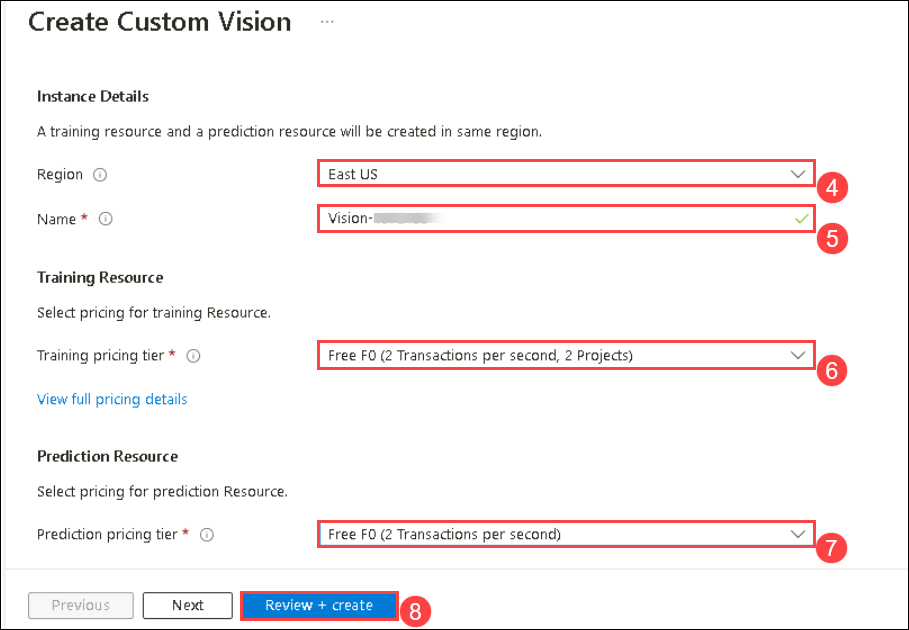 Create Custom Vision ...
Instance Details
A training resource and a prediction resource will be created in same region.
Region
East US
4
Name *
Vision-
5
Training Resource
Select pricing for training Resource.
Training pricing tier *
Free F0 (2 Transactions per second, 2 Projects)
6
View full pricing details
Prediction Resource
Select pricing for prediction Resource.
Prediction pricing tier *
Free F0 (2 Transactions per second)
7
Previous
Next
Review + create
8